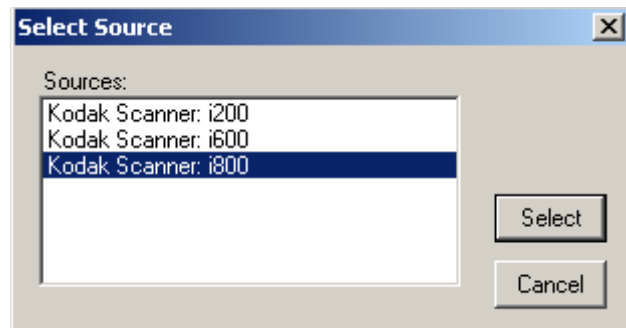 Select Source
Sources:
Kodak Scanner: i200
Kodak Scanner: i600
Kodak Scanner: i800
Select
Cancel